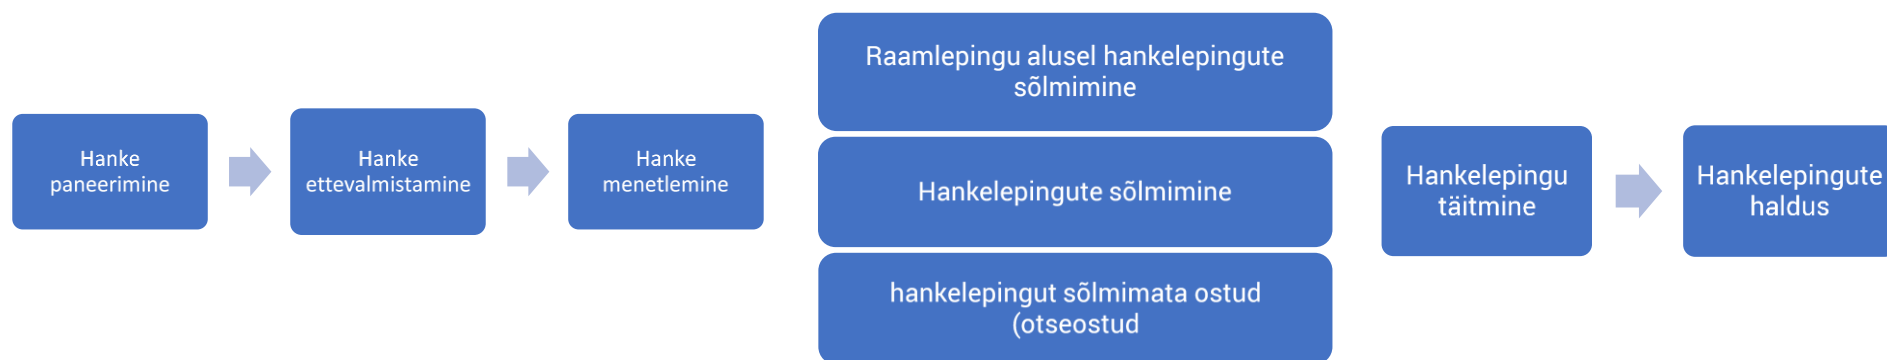 Hanke
paneerimine
Hanke
ettevalmistamine
Hanke
menetlemine
Raamlepingu alusel hankelepingute
sõlmimine
Hankelepingute sõlmimine
hankelepingut sõlmimata ostud
(otseostud
Hankelepingu
täitmine
Hankelepingute
haldus